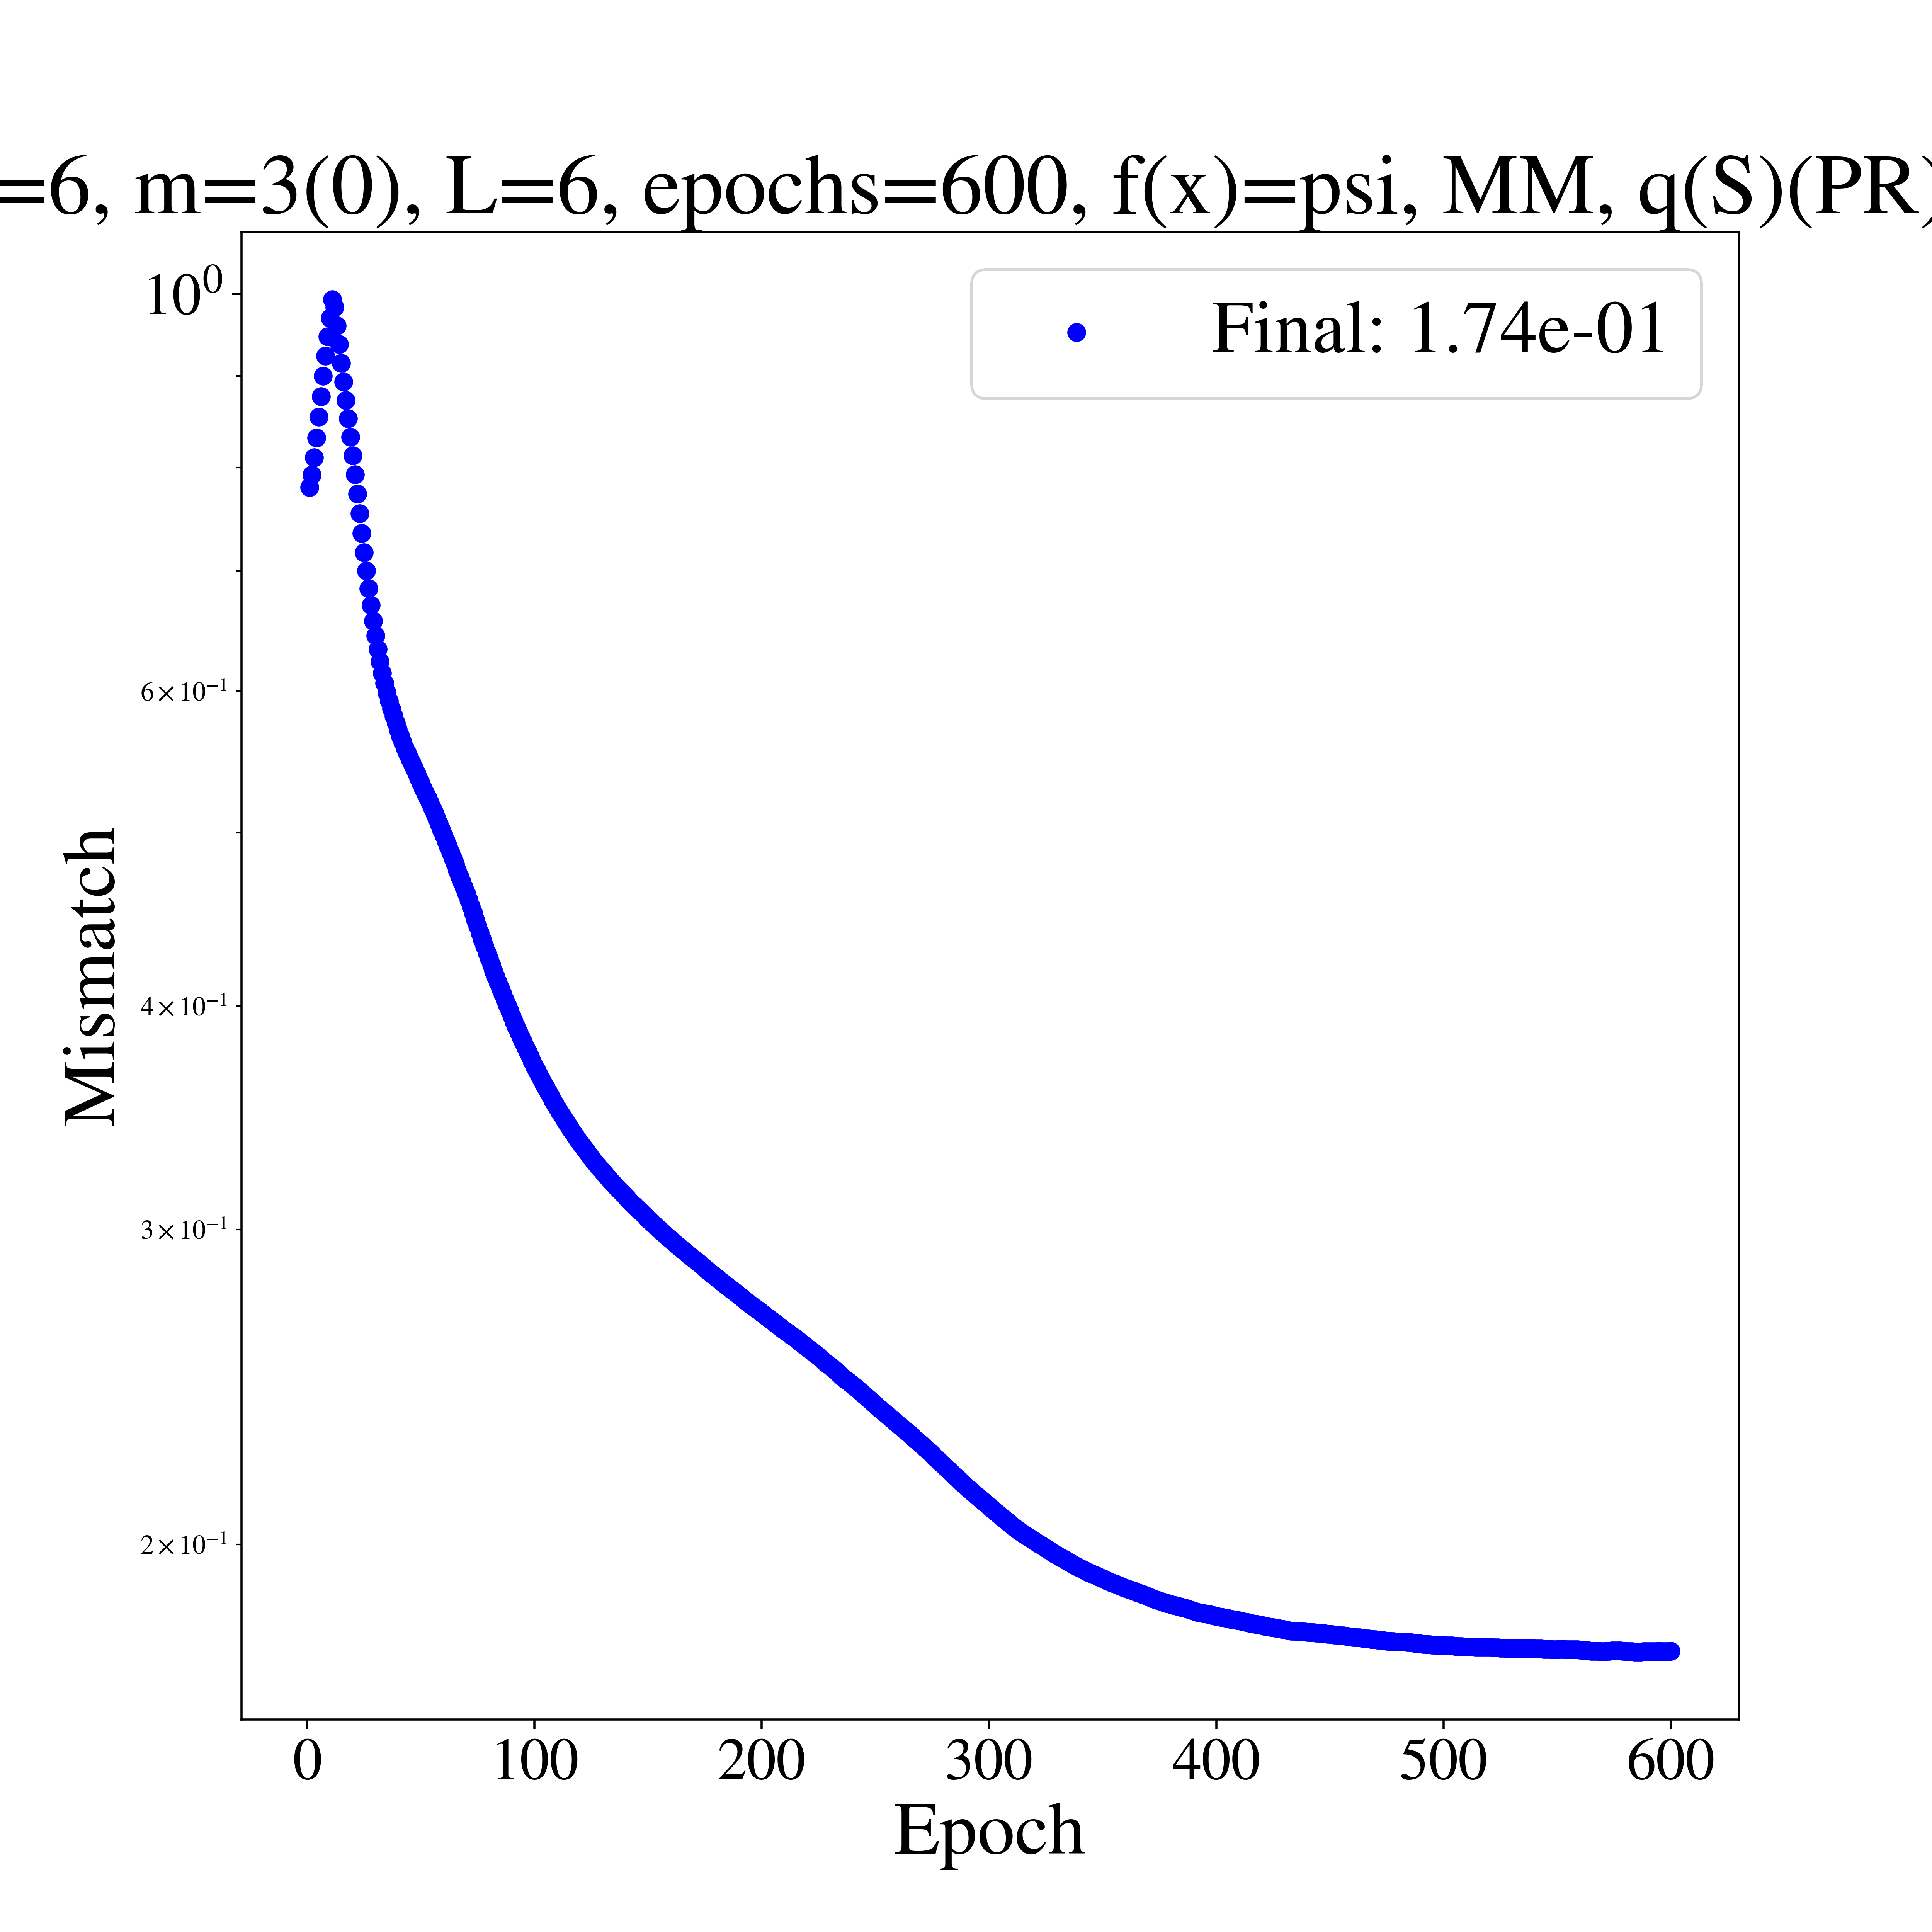 =6, m=3(0), L=6, epochs=600, f(x)=psi, MM, q(S)(PR)
10⁰
Final: 1.74e-01
6×10⁻¹
4×10⁻¹
3×10⁻¹
2×10⁻¹
Mismatch
0 100 200 300 400 500 600
Epoch